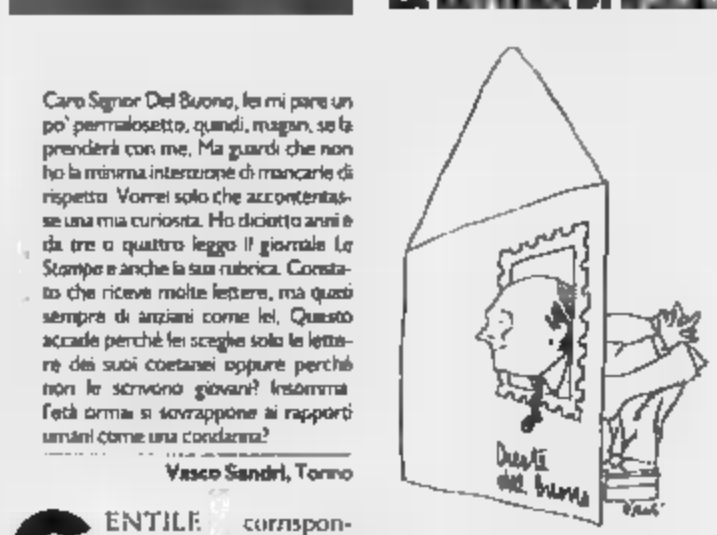 Caro Signor Del Buono, lei mi pare un
po' permalosetto, quindi, magari, se la
prenderà con me. Ma guardi che non
ho la minima intenzione di mancarle di
rispetto. Vorrei solo che accontentas-
se una mia curiosità. Ho diciotto anni e
da tre o quattro leggo il giornale La
Stampa e anche la sua rubrica. Consta-
to che riceve molte lettere, ma quasi
sempre di anziani come lei. Questo
accade perché lei sceglie solo le lette-
re dei suoi coetanei oppure perché
non le scrivono giovani? Insomma
l'età ormai si sovrappone ai rapporti
umani come una condanna?
Vasco Sandri, Torino
GENTILE corrispon-
del buono